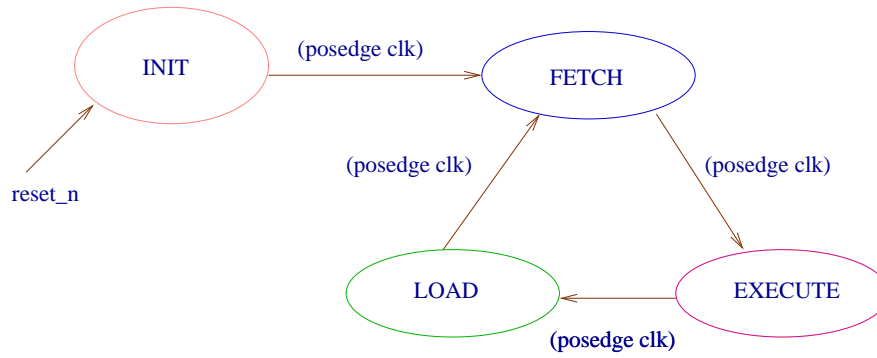 INIT
(posedge clk)
FETCH
reset_n
(posedge clk)
(posedge clk)
LOAD
EXECUTE
(posedge clk)